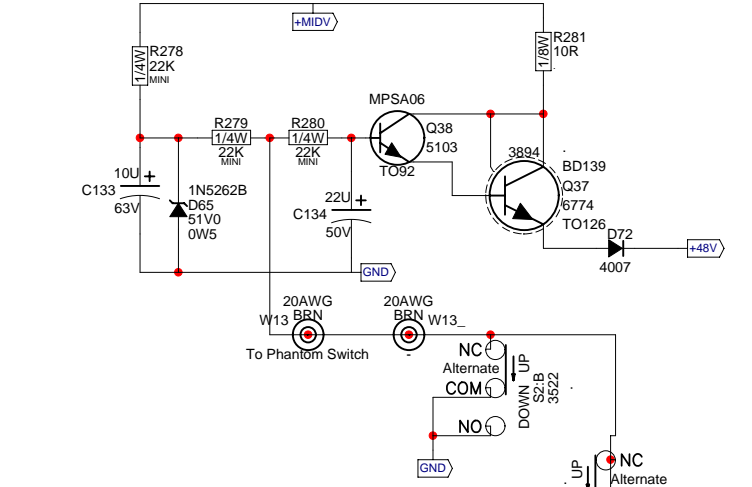 +MIDV
R278
22K
MINI
1/4W
R281
10R
1/8W
MPSA06
Q38
5103
TO92
R279
1/4W
22K
MINI
R280
1/4W
22K
MINI
3894
BD139
Q37
6774
TO126
10U
C133
63V
+
1N5262B
D65
51V0
0W5
22U
C134
50V
+
D72
4007
+48V
GND
20AWG
BRN
W13
To Phantom Switch
20AWG
BRN
W13_
-
NC
Alternate
COM
NO
UP
DOWN
S2:B
3522
GND
UP
NC
Alternate